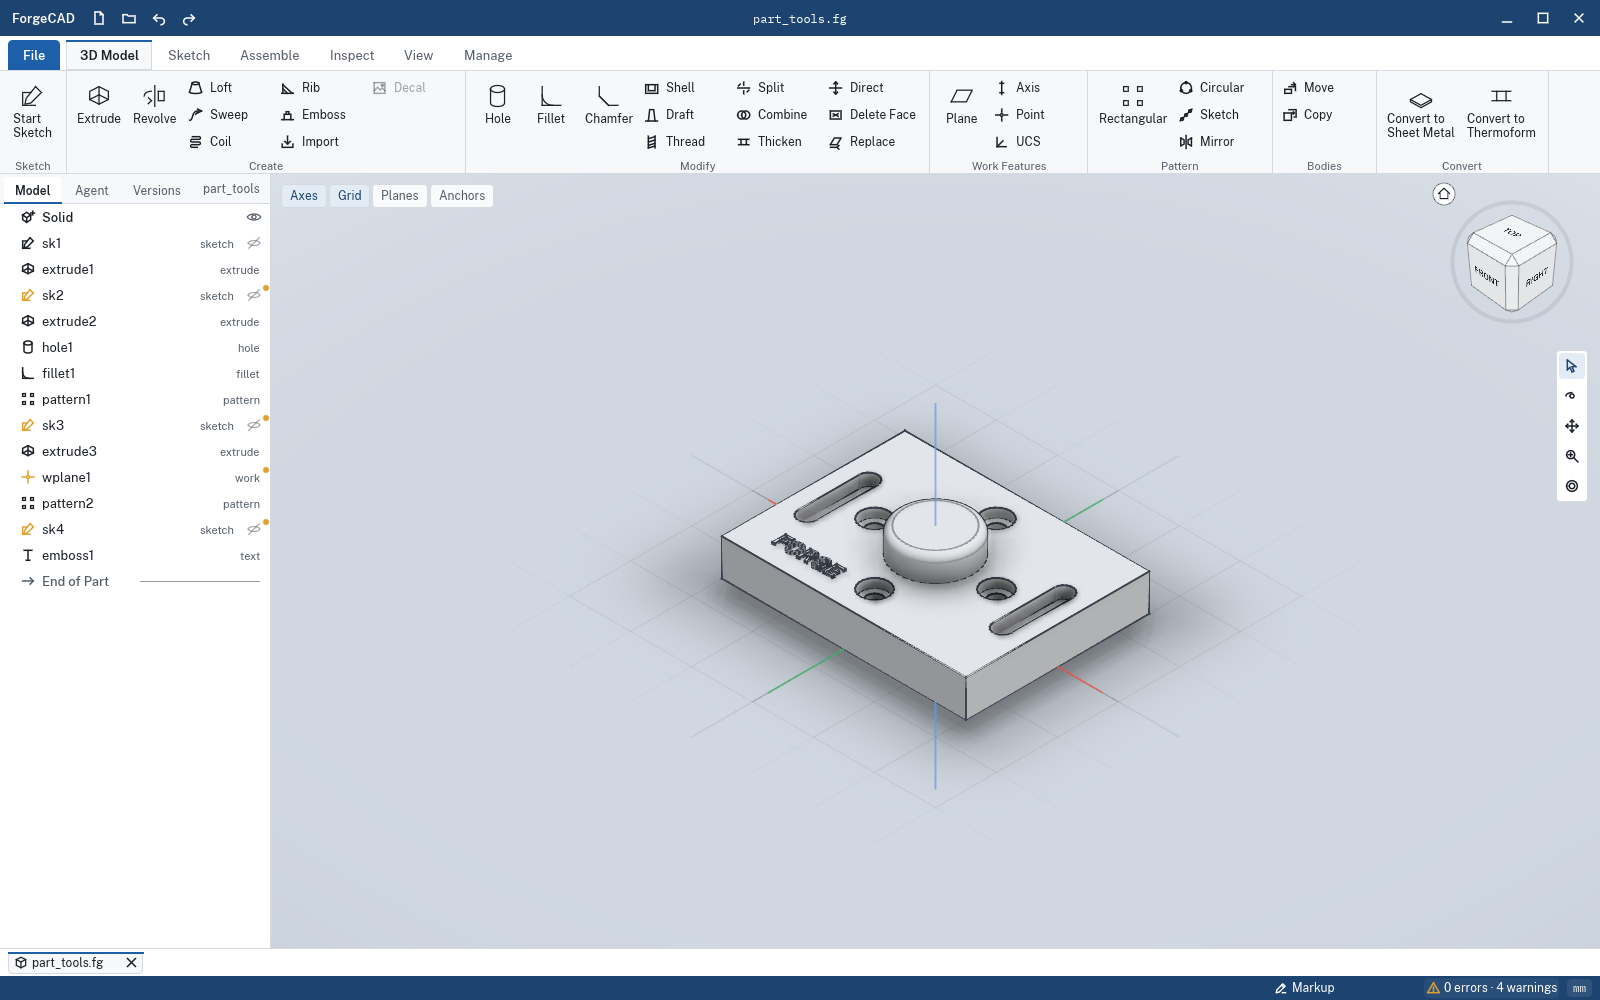 ForgeCAD
part_tools.fg
File
3D Model
Sketch
Assemble
Inspect
View
Manage
Start Sketch
Sketch
Extrude
Revolve
Loft
Sweep
Coil
Rib
Emboss
Import
Decal
Create
Hole
Fillet
Chamfer
Shell
Draft
Thread
Split
Combine
Thicken
Direct
Delete Face
Replace
Modify
Plane
Axis
Point
UCS
Work Features
Rectangular
Circular
Sketch
Mirror
Pattern
Move
Copy
Bodies
Convert to Sheet Metal
Convert to Thermoform
Convert
Model
Agent
Versions
part_tools
Solid
sk1 sketch
extrude1 extrude
sk2 sketch
extrude2 extrude
hole1 hole
fillet1 fillet
pattern1 pattern
sk3 sketch
extrude3 extrude
wplane1 work
pattern2 pattern
sk4 sketch
emboss1 text
End of Part
Axes
Grid
Planes
Anchors
TOP
FRONT
RIGHT
FORGE
part_tools.fg
Markup
0 errors · 4 warnings
mm